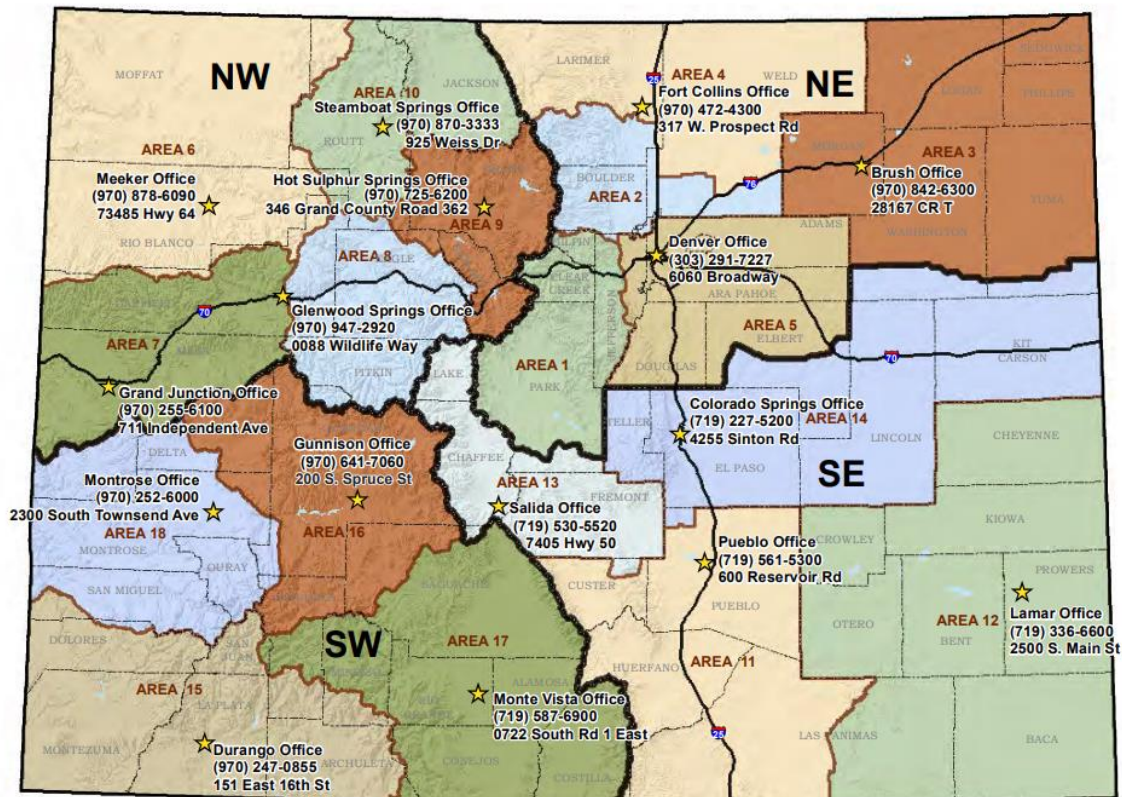 NW
NE
SE
SW
MOFFAT
AREA 6
Meeker Office
(970) 878-6090
73485 Hwy 64
RIO BLANCO
JACKSON
AREA 10
Steamboat Springs Office
(970) 870-3333
925 Weiss Dr
ROUTT
Hot Sulphur Springs Office
(970) 725-6200
346 Grand County Road 362
AREA 9
LARIMER
AREA 4
WELD
25
Fort Collins Office
(970) 472-4300
317 W. Prospect Rd
BOULDER
AREA 2
76
SEDGWICK
LOGAN
PHILLIPS
MORGAN
AREA 3
Brush Office
(970) 842-6300
28167 CR T
YUMA
WASHINGTON
ADAMS
Denver Office
(303) 291-7227
6060 Broadway
ARAPAHOE
AREA 5
ELBERT
DOUGLAS
GILPIN
CLEAR
CREEK
JEFFERSON
AREA 1
PARK
AREA 8
EAGLE
Glenwood Springs Office
(970) 947-2920
0088 Wildlife Way
PITKIN
LAKE
GARFIELD
70
AREA 7
MESA
Grand Junction Office
(970) 255-6100
711 Independent Ave
DELTA
Montrose Office
(970) 252-6000
2300 South Townsend Ave
AREA 18
MONTROSE
OURAY
SAN MIGUEL
Gunnison Office
(970) 641-7060
200 S. Spruce St
AREA 16
CHAFFEE
AREA 13
FREMONT
Salida Office
(719) 530-5520
7405 Hwy 50
70
KIT
CARSON
Colorado Springs Office
(719) 227-5200
4255 Sinton Rd
TELLER
AREA 14
LINCOLN
EL PASO
CHEYENNE
KIOWA
CROWLEY
PROWERS
Pueblo Office
(719) 561-5300
600 Reservoir Rd
CUSTER
PUEBLO
OTERO
AREA 12
BENT
Lamar Office
(719) 336-6600
2500 S. Main St
HUERFANO
AREA 11
25
LAS ANIMAS
BACA
SAGUACHE
AREA 17
ALAMOSA
Monte Vista Office
(719) 587-6900
0722 South Rd 1 East
RIO
GRANDE
CONEJOS
COSTILLA
DOLORES
SAN
JUAN
AREA 15
LA PLATA
MONTEZUMA
Durango Office
(970) 247-0855
151 East 16th St
ARCHULETA